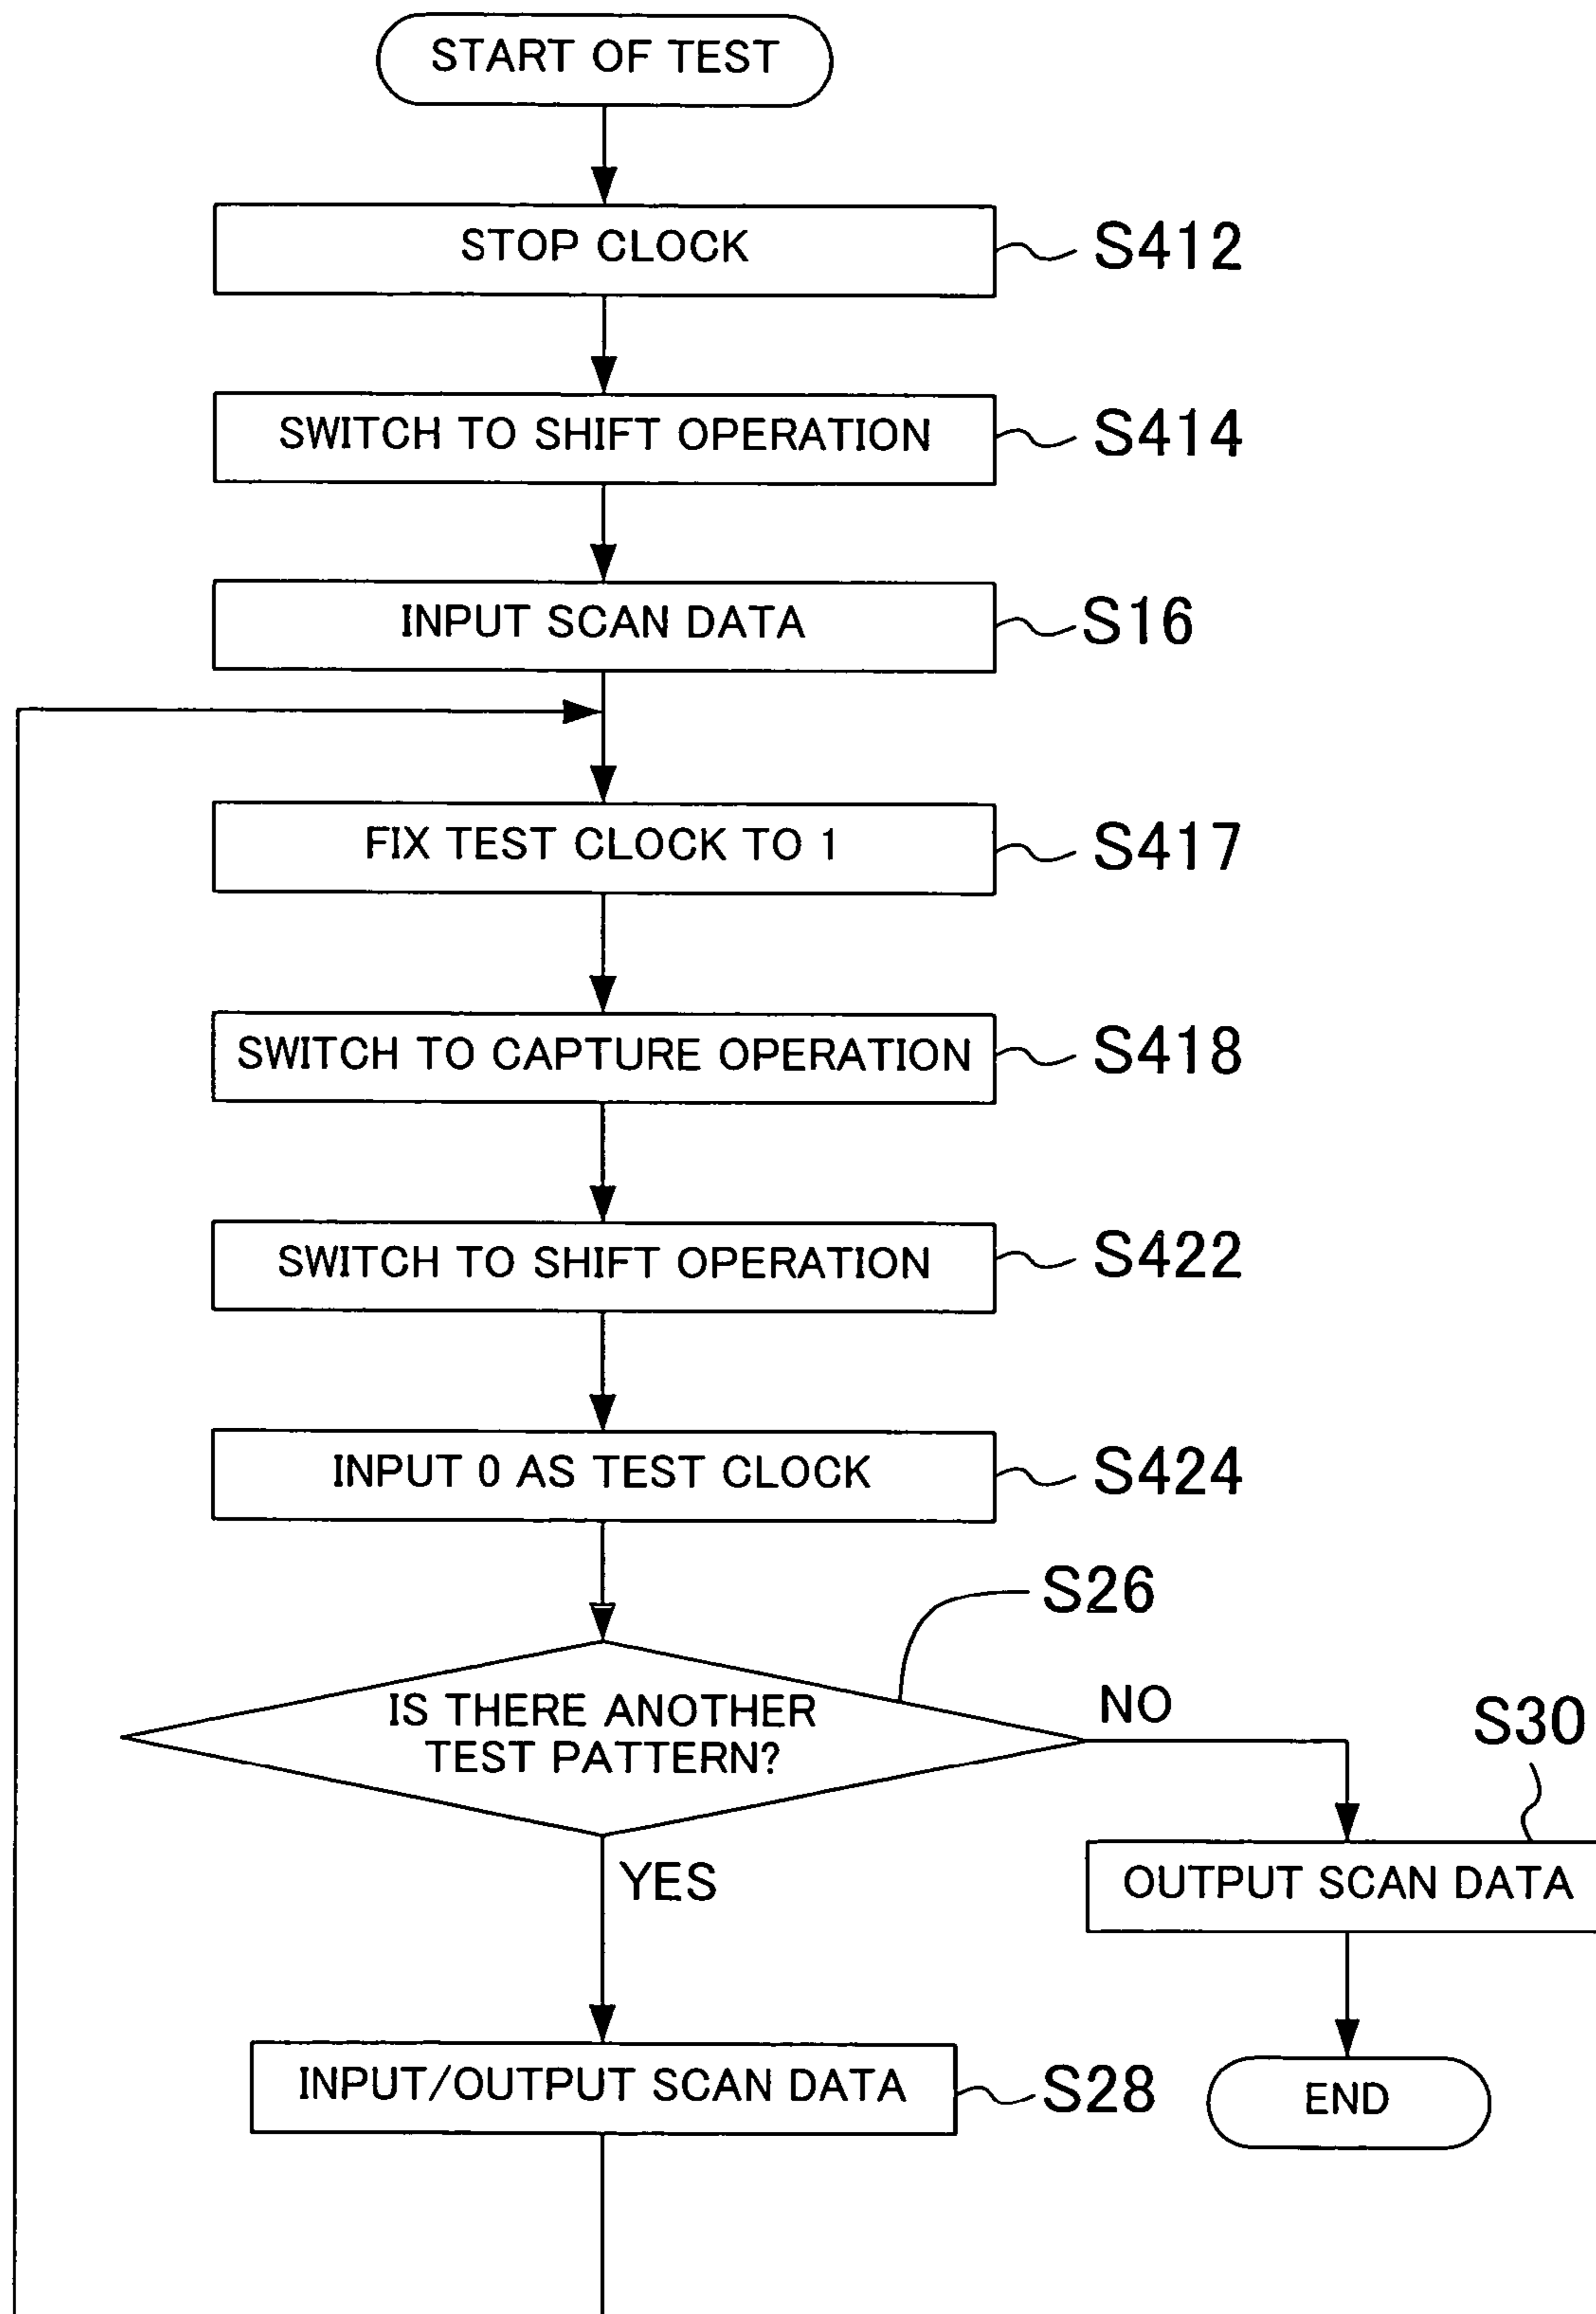 START OF TEST
STOP CLOCK
S412
SWITCH TO SHIFT OPERATION
S414
INPUT SCAN DATA
S16
FIX TEST CLOCK TO 1
S417
SWITCH TO CAPTURE OPERATION
S418
SWITCH TO SHIFT OPERATION
S422
INPUT 0 AS TEST CLOCK
S424
S26
IS THERE ANOTHER
TEST PATTERN?
NO
S30
YES
OUTPUT SCAN DATA
INPUT/OUTPUT SCAN DATA
S28
END